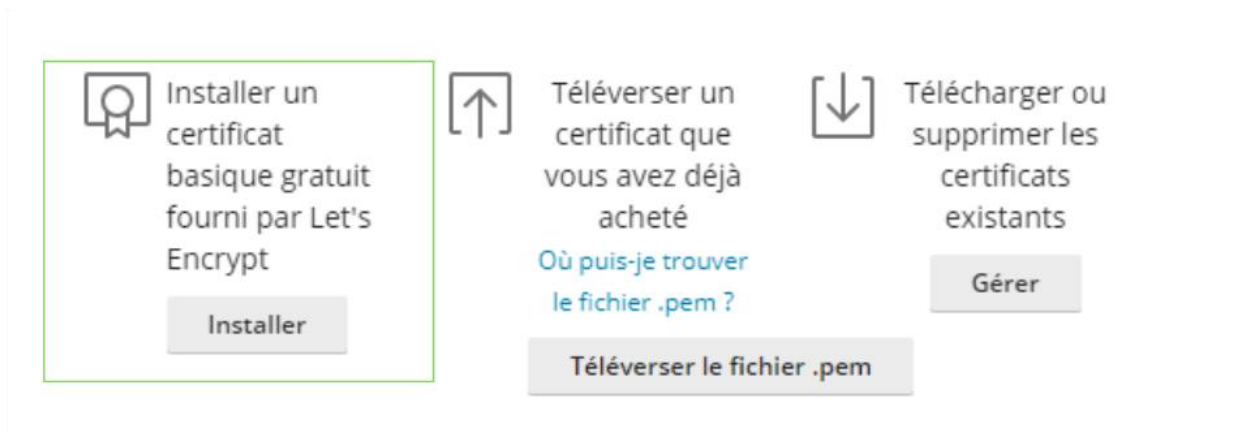 Installer un
certificat
basique gratuit
fourni par Let's
Encrypt
Installer
Téléverser un
certificat que
vous avez déjà
acheté
Où puis-je trouver
le fichier .pem ?
Téléverser le fichier .pem
Télécharger ou
supprimer les
certificats
existants
Gérer